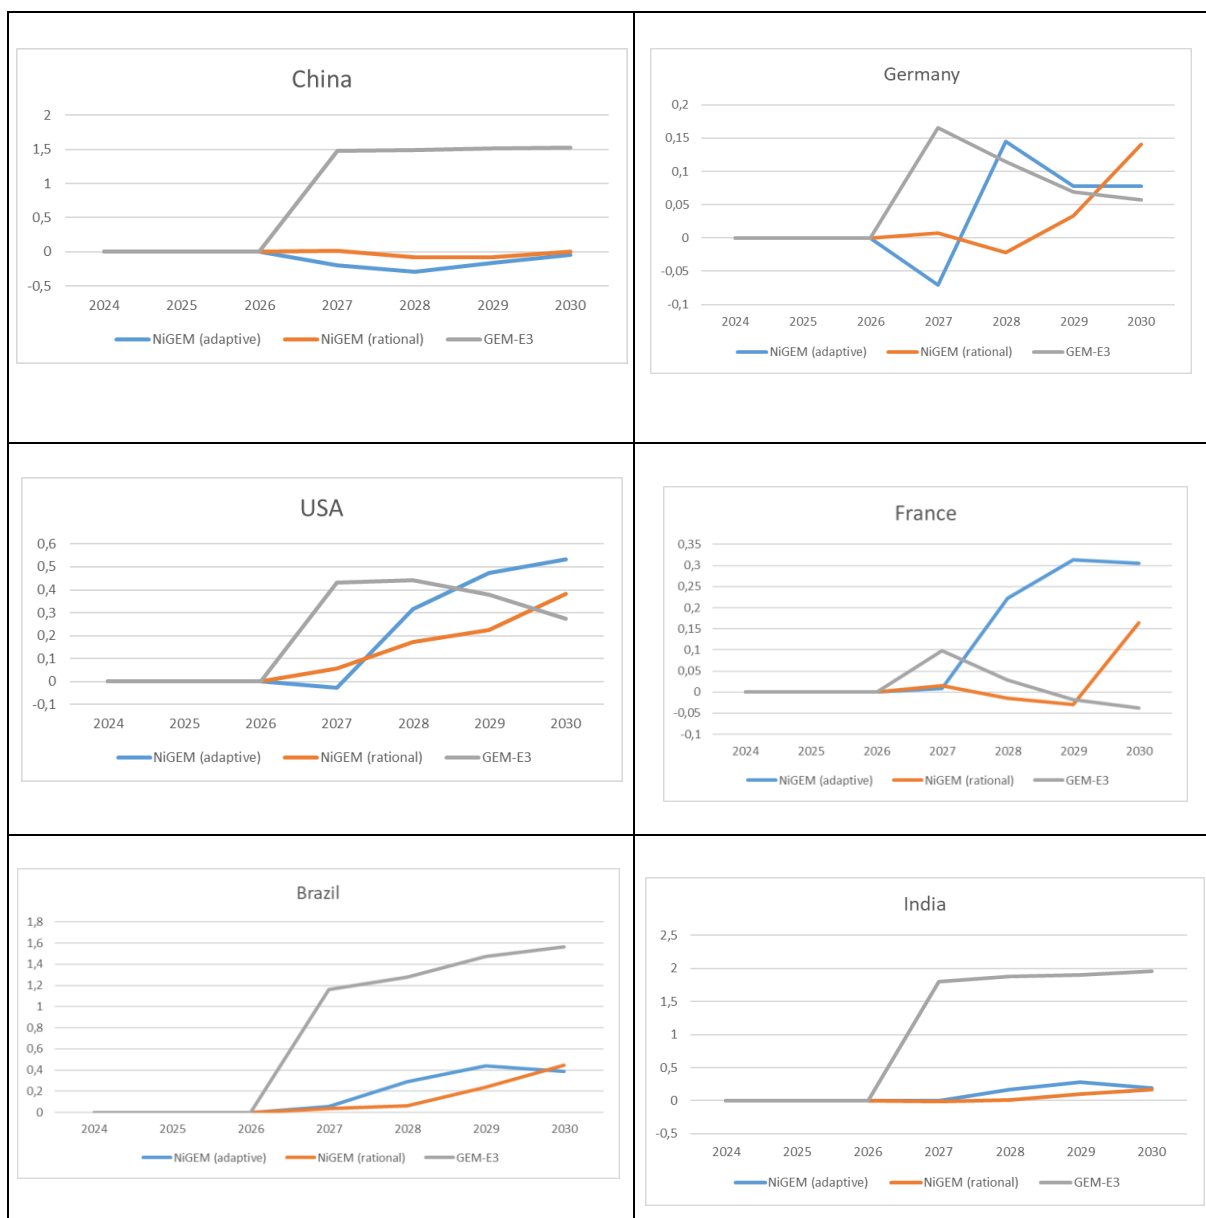 China
2
1,5
1
0,5
0
-0,5
2024 2025 2026 2027 2028 2029 2030
NiGEM (adaptive) NiGEM (rational) GEM-E3
Germany
0,2
0,15
0,1
0,05
0
-0,05
-0,1
2024 2025 2026 2027 2028 2029 2030
NiGEM (adaptive) NiGEM (rational) GEM-E3
USA
0,6
0,5
0,4
0,3
0,2
0,1
0
-0,1
2024 2025 2026 2027 2028 2029 2030
NiGEM (adaptive) NiGEM (rational) GEM-E3
France
0,35
0,3
0,25
0,2
0,15
0,1
0,05
0
-0,05
-0,1
2024 2025 2026 2027 2028 2029 2030
NiGEM (adaptive) NiGEM (rational) GEM-E3
Brazil
1,8
1,6
1,4
1,2
1
0,8
0,6
0,4
0,2
0
2024 2025 2026 2027 2028 2029 2030
NiGEM (adaptive) NiGEM (rational) GEM-E3
India
2,5
2
1,5
1
0,5
0
-0,5
2024 2025 2026 2027 2028 2029 2030
NiGEM (adaptive) NiGEM (rational) GEM-E3